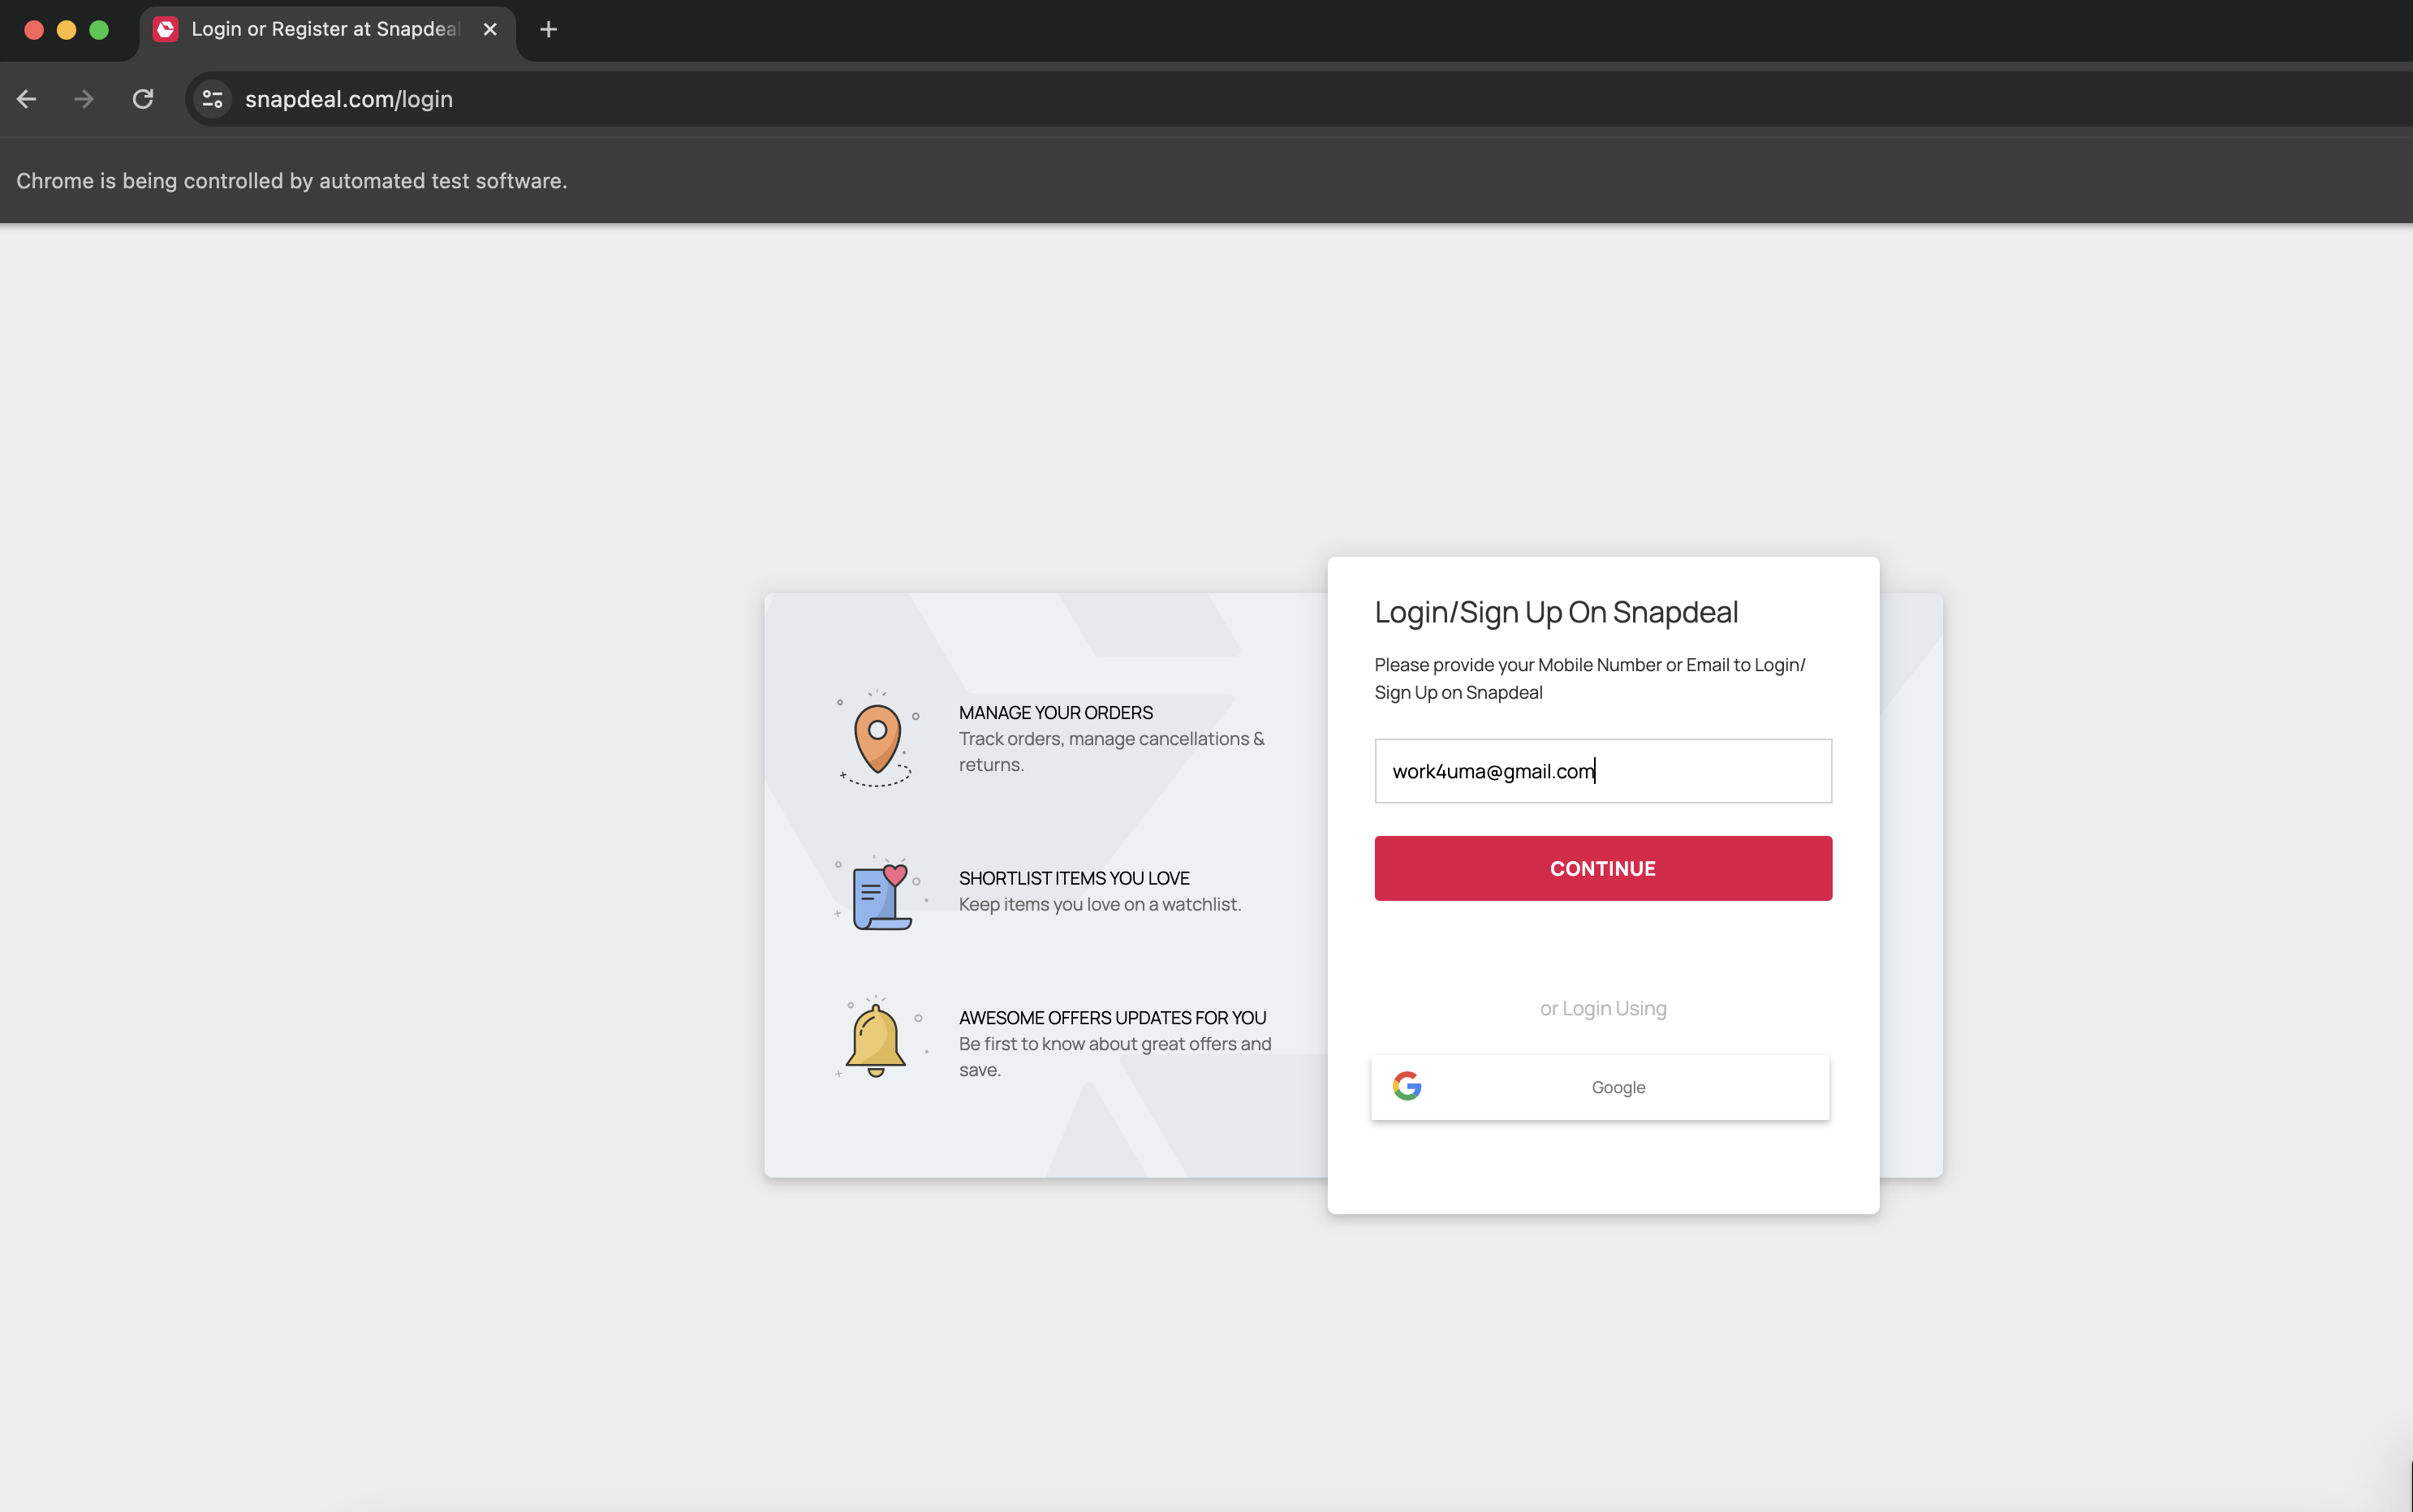 Login or Register at Snapdeal
snapdeal.com/login
Chrome is being controlled by automated test software.
MANAGE YOUR ORDERS
Track orders, manage cancellations &
returns.
SHORTLIST ITEMS YOU LOVE
Keep items you love on a watchlist.
AWESOME OFFERS UPDATES FOR YOU
Be first to know about great offers and
save.
Login/Sign Up On Snapdeal
Please provide your Mobile Number or Email to Login/
Sign Up on Snapdeal
work4uma@gmail.com
CONTINUE
or Login Using
Google